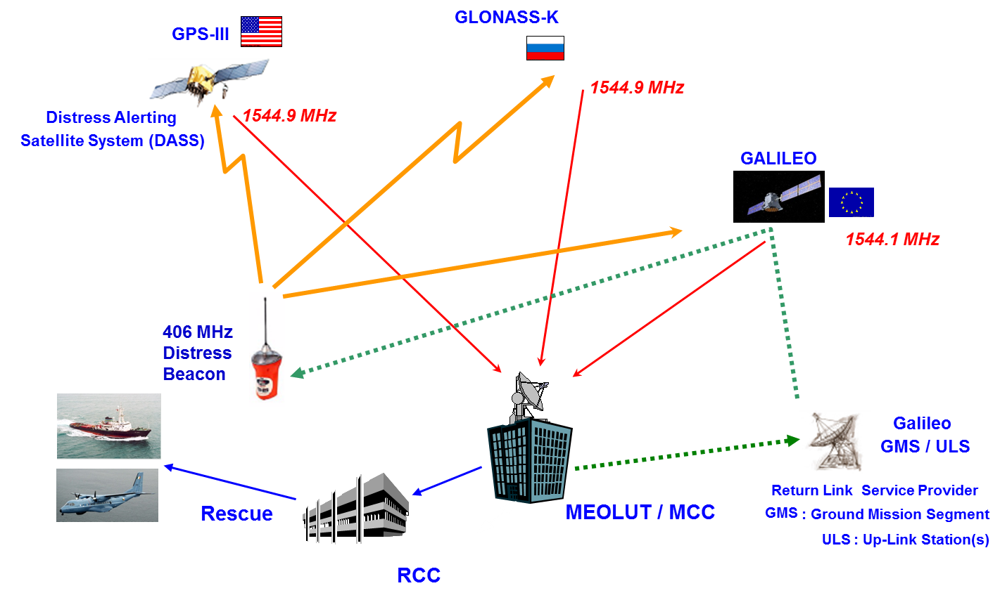 GLONASS-K
GPS-III
1544.9 MHz
1544.9 MHz
Distress Alerting
Satellite System (DASS)
GALILEO
1544.1 MHz
406 MHz
Distress
Beacon
Galileo
GMS / ULS
Return Link Service Provider
GMS : Ground Mission Segment
ULS : Up-Link Station(s)
Rescue
MEOLUT / MCC
RCC